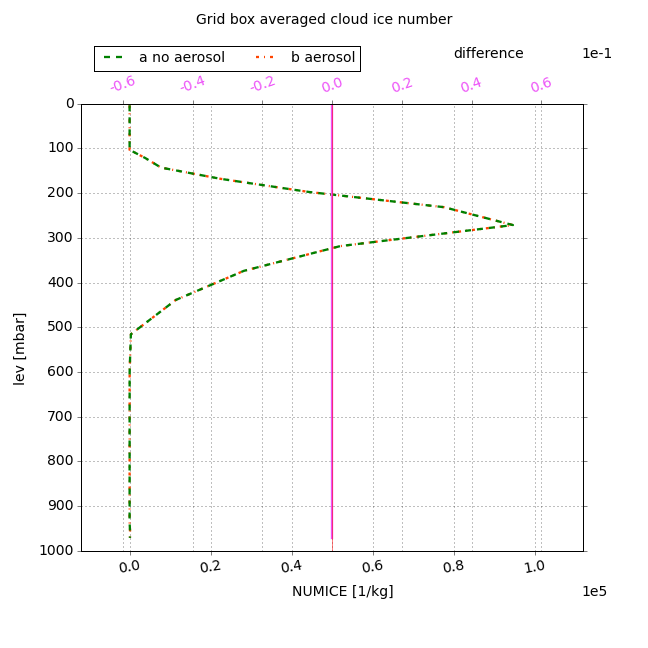 Grid box averaged cloud ice number
a no aerosol b aerosol difference 1e-1
-0.6 -0.4 -0.2 0.0 0.2 0.4 0.6
0
100
200
300
400
500
600
700
800
900
1000
lev [mbar]
0.0 0.2 0.4 0.6 0.8 1.0
NUMICE [1/kg] 1e5